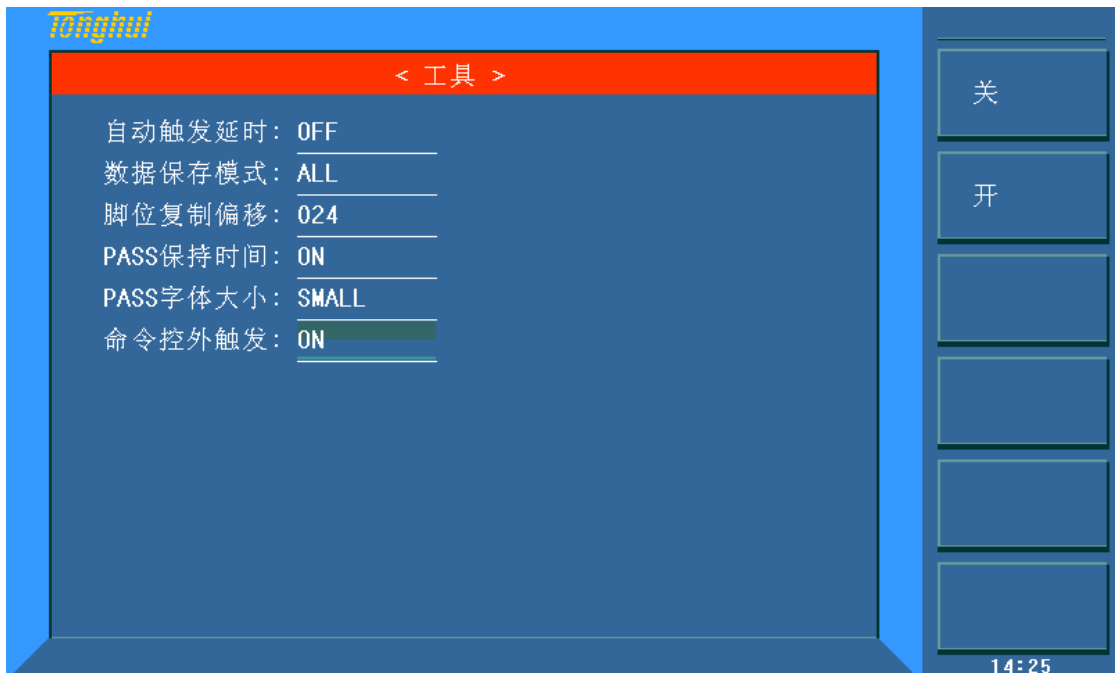 Tonghui
< 工具 >
自动触发延时: OFF
数据保存模式: ALL
脚位复制偏移: 024
PASS保持时间: ON
PASS字体大小: SMALL
命令控外触发: ON
关
开
14:25